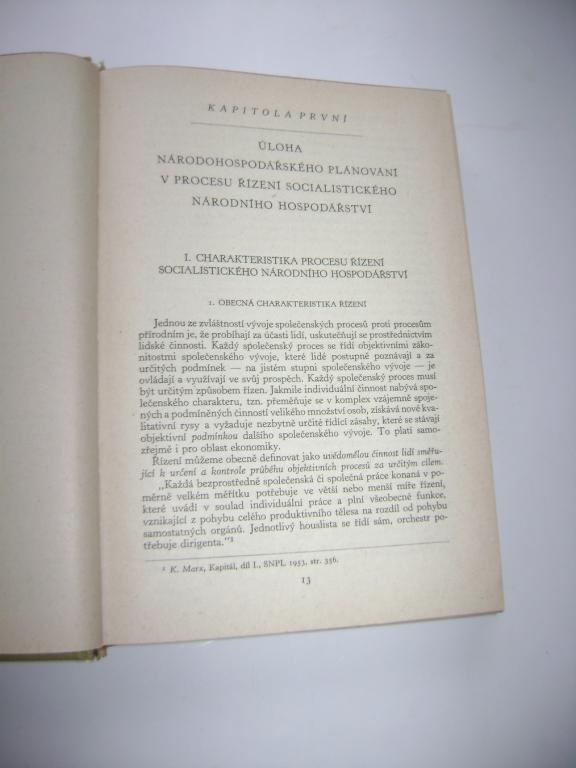 KAPITOLA PRVNÍ
ÚLOHA
NÁRODOHOSPODÁŘSKÉHO PLÁNOVÁNÍ
V PROCESU ŘÍZENÍ SOCIALISTICKÉHO
NÁRODNÍHO HOSPODÁŘSTVÍ
I. CHARAKTERISTIKA PROCESU ŘÍZENÍ
SOCIALISTICKÉHO NÁRODNÍHO HOSPODÁŘSTVÍ
1. OBECNÁ CHARAKTERISTIKA ŘÍZENÍ
Jednou ze zvláštností vývoje společenských procesů proti procesům
přírodním je, že probíhají za účasti lidí, uskutečňují se prostřednictvím
lidské činnosti. Každý společenský proces se řídí objektivními záko-
nitostmi společenského vývoje, které lidé postupně poznávají a za
určitých podmínek — na jistém stupni společenského vývoje — je
ovládají a využívají ve svůj prospěch. Každý společenský proces musí
být určitým způsobem řízen. Jakmile individuální činnost nabývá spo-
lečenského charakteru, tzn. přeměňuje se v komplex vzájemně spoje-
ných a podmíněných činností velikého množství osob, získává nové kva-
litativní rysy a vyžaduje nezbytně určité řídící zásahy, které se stávají
objektivní podmínkou dalšího společenského vývoje. To platí samo-
zřejmě i pro oblast ekonomiky.
Řízení můžeme obecně definovat jako uvědomělou činnost lidí směřu-
jící k určení a kontrole průběhu objektivních procesů za určitým cílem.
„Každá bezprostředně společenská či společná práce konaná v po-
měrně velkém měřítku potřebuje ve větší nebo menší míře řízení,
které uvádí v soulad individuální práce a plní všeobecné funkce,
vznikající z pohybu celého produktivního tělesa na rozdíl od pohybu
samostatných orgánů. Jednotlivý houslista se řídí sám, orchestr po-
třebuje dirigenta.“¹
¹ K. Marx, Kapitál, díl I., SNPL 1953, str. 356.
13